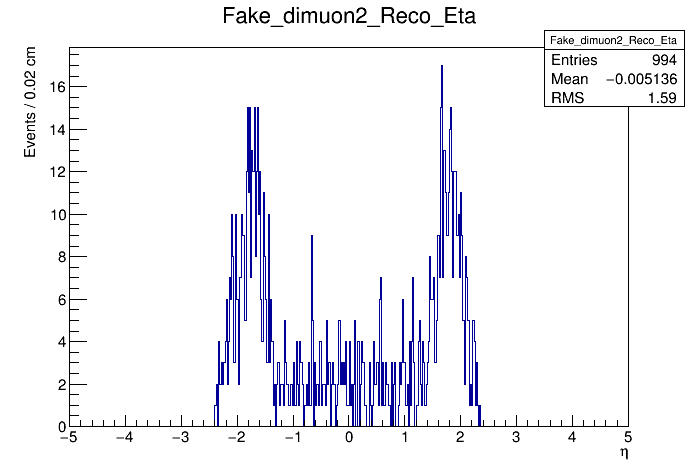 Fake_dimuon2_Reco_Eta
Fake_dimuon2_Reco_Eta
Entries 994
Mean −0.005136
RMS 1.59
Events / 0.02 cm
16
14
12
10
8
6
4
2
0
−5 −4 −3 −2 −1 0 1 2 3 4 5
η